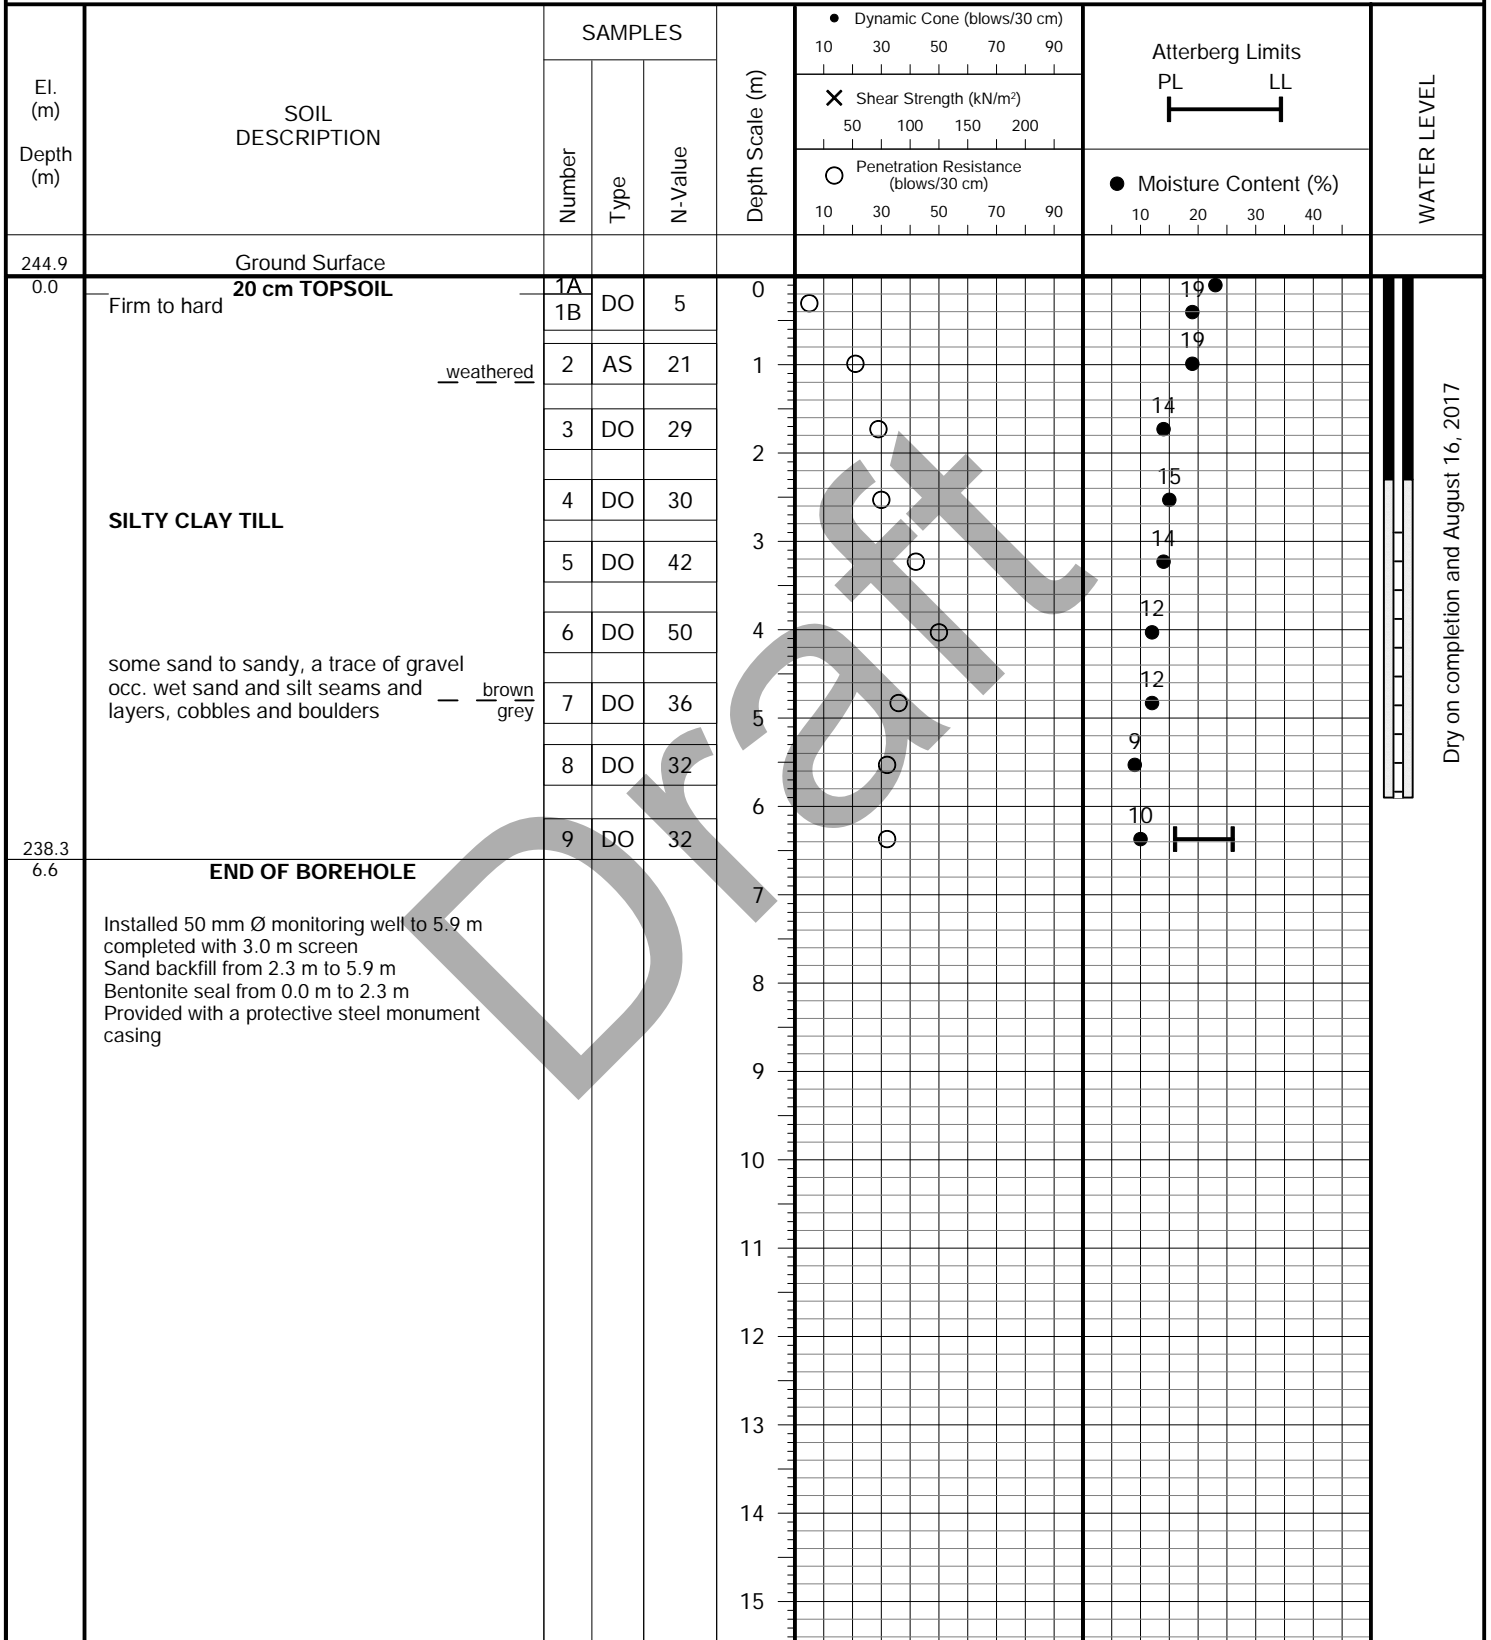 El.
(m)
Depth
(m)
SOIL
DESCRIPTION
SAMPLES
Number
Type
N-Value
Depth Scale (m)
Dynamic Cone (blows/30 cm)
10 30 50 70 90
Shear Strength (kN/m²)
50 100 150 200
Penetration Resistance
(blows/30 cm)
10 30 50 70 90
Atterberg Limits
PL LL
Moisture Content (%)
10 20 30 40
WATER LEVEL
244.9 Ground Surface
0.0 20 cm TOPSOIL 1A 0
Firm to hard 1B DO 5 19
19
weathered 2 AS 21 1
14
3 DO 29
2
15
4 DO 30
SILTY CLAY TILL
3 14
5 DO 42
12
6 DO 50 4
some sand to sandy, a trace of gravel
occ. wet sand and silt seams and
layers, cobbles and boulders
brown
grey
12
7 DO 36
5
9
8 DO 32
6
10
9 DO 32
238.3
6.6 END OF BOREHOLE
7
Installed 50 mm Ø monitoring well to 5.9 m
completed with 3.0 m screen
Sand backfill from 2.3 m to 5.9 m
Bentonite seal from 0.0 m to 2.3 m
Provided with a protective steel monument
casing
8
9
10
11
12
13
14
15
Dry on completion and August 16, 2017
Draft